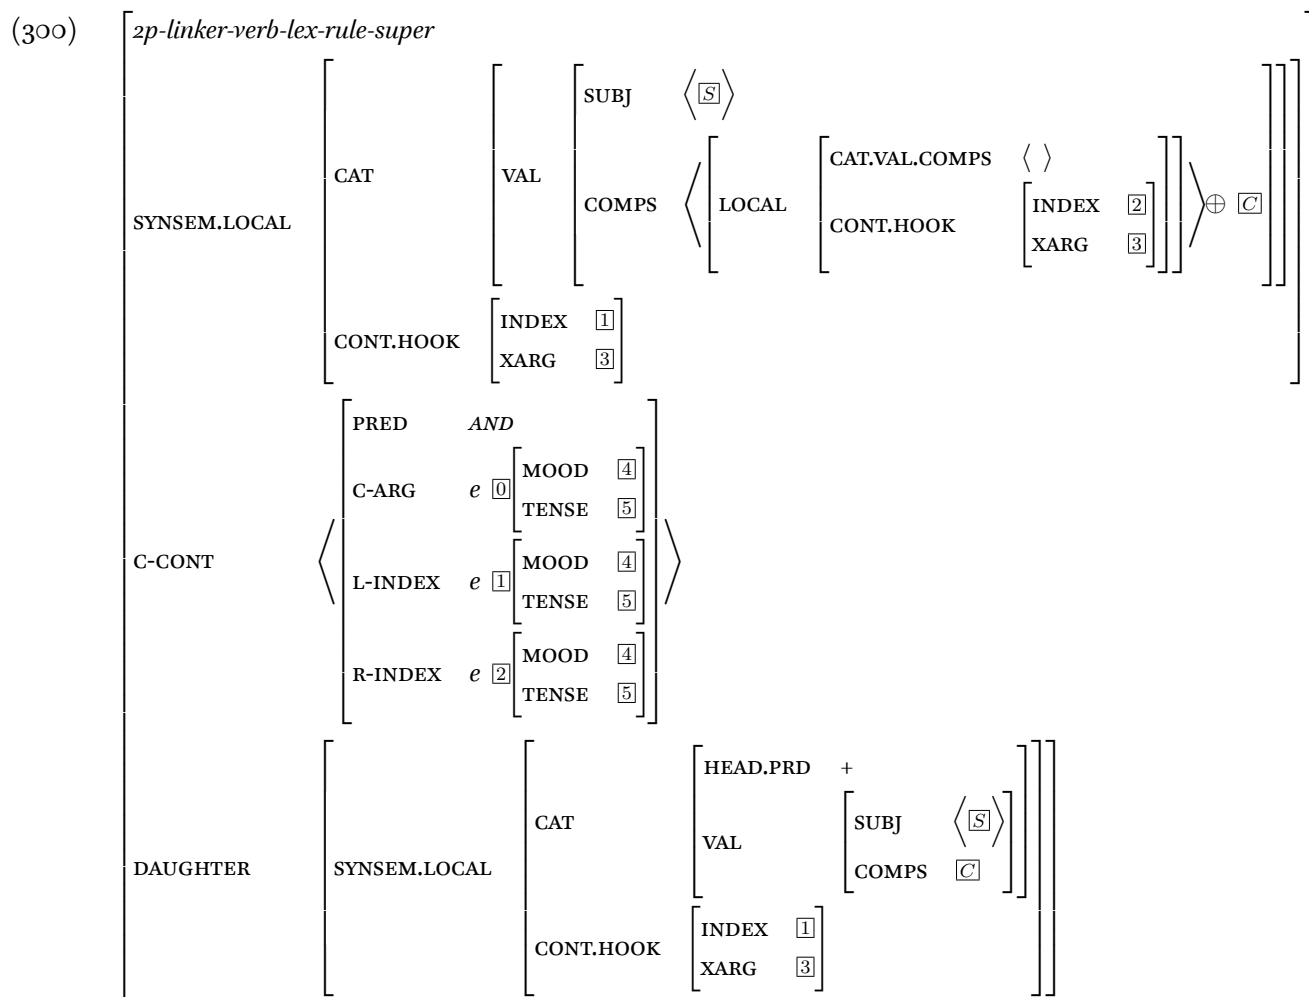 (300)
2p-linker-verb-lex-rule-super
SYNSEM.LOCAL
CAT
VAL
SUBJ ⟨ S ⟩
COMPS ⟨ LOCAL
CAT.VAL.COMPS ⟨ ⟩
CONT.HOOK
INDEX 2
XARG 3
⟩ ⊕ C
CONT.HOOK
INDEX 1
XARG 3
C-CONT
PRED AND
C-ARG e 0
MOOD 4
TENSE 5
L-INDEX e 1
MOOD 4
TENSE 5
R-INDEX e 2
MOOD 4
TENSE 5
DAUGHTER
SYNSEM.LOCAL
CAT
HEAD.PRD +
VAL
SUBJ ⟨ S ⟩
COMPS C
CONT.HOOK
INDEX 1
XARG 3